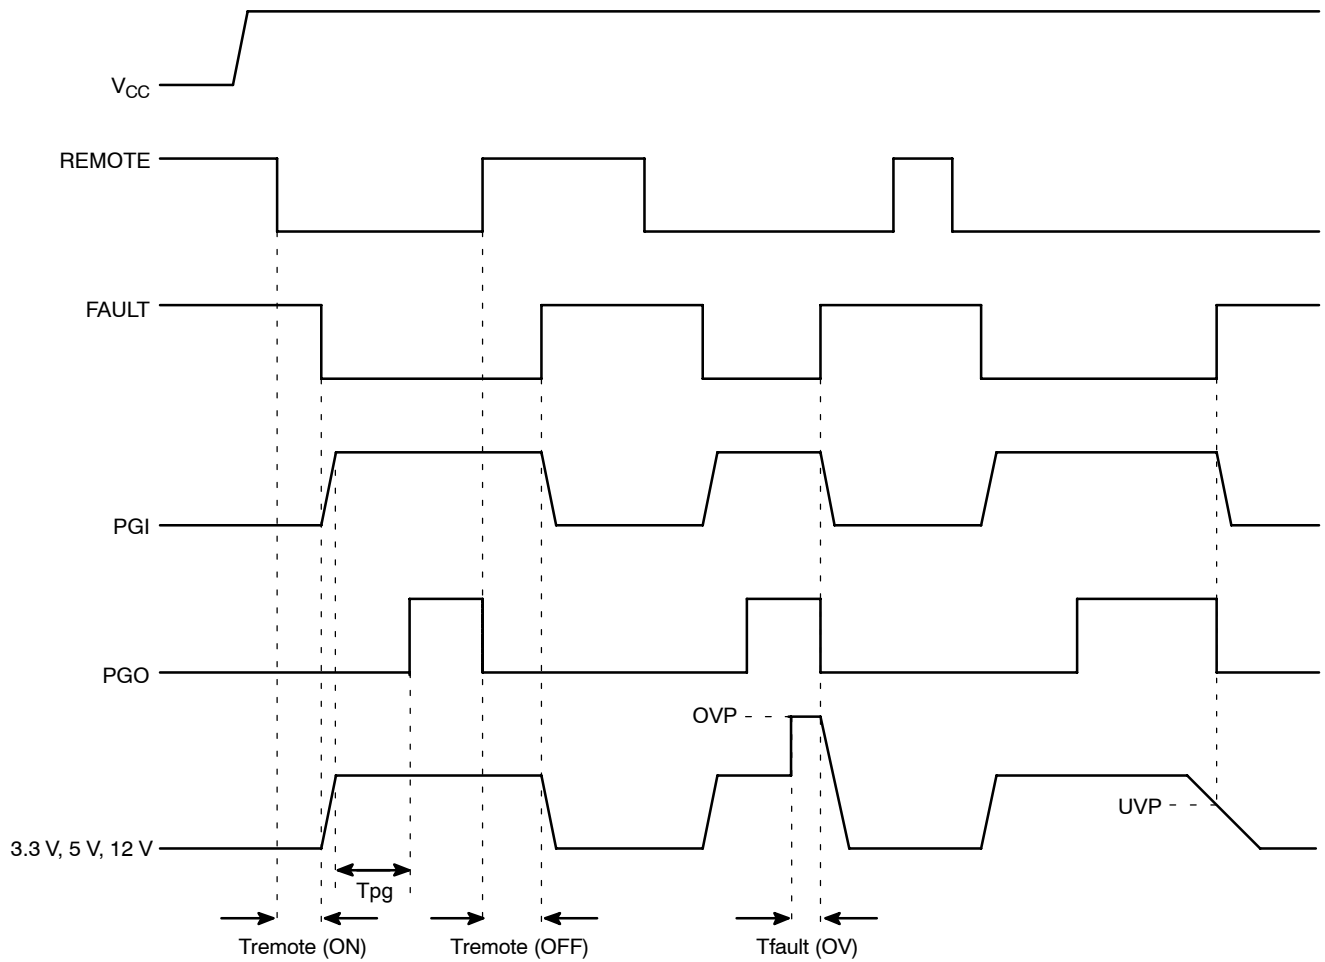 VCC
REMOTE
FAULT
PGI
PGO
OVP
UVP
3.3 V, 5 V, 12 V
Tpg
Tremote (ON)
Tremote (OFF)
Tfault (OV)